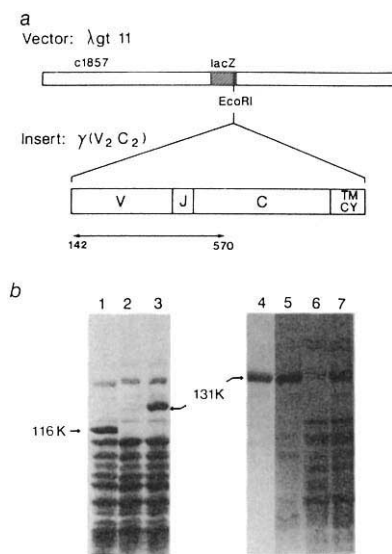 a
Vector: λgt 11
c1857
lacZ
EcoRI
Insert: γ(V₂ C₂)
V J C TM
CY
142 570
b
1 2 3 4 5 6 7
131K
116K